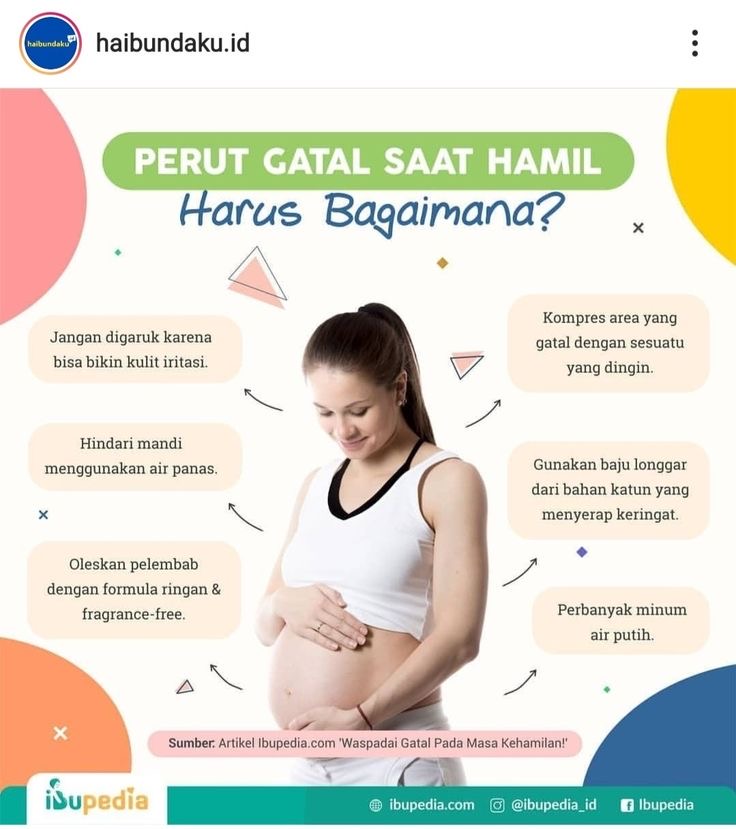 haibundaku.id
haibundaku id
PERUT GATAL SAAT HAMIL
Harus Bagaimana?
Jangan digaruk karena
bisa bikin kulit iritasi.
Hindari mandi
menggunakan air panas.
Oleskan pelembab
dengan formula ringan &
fragrance-free.
Kompres area yang
gatal dengan sesuatu
yang dingin.
Gunakan baju longgar
dari bahan katun yang
menyerap keringat.
Perbanyak minum
air putih.
Sumber: Artikel Ibupedia.com 'Waspadai Gatal Pada Masa Kehamilan!'
ibupedia
ibupedia.com @ibupedia_id Ibupedia